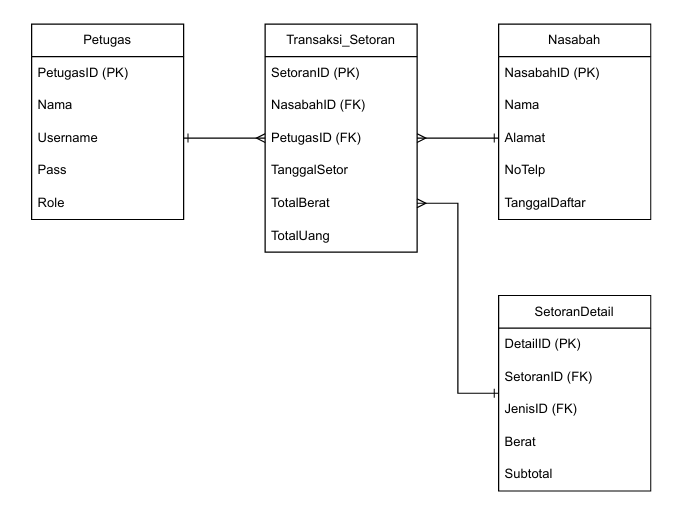 Petugas
PetugasID (PK)
Nama
Username
Pass
Role
Transaksi_Setoran
SetoranID (PK)
NasabahID (FK)
PetugasID (FK)
TanggalSetor
TotalBerat
TotalUang
Nasabah
NasabahID (PK)
Nama
Alamat
NoTelp
TanggalDaftar
SetoranDetail
DetailID (PK)
SetoranID (FK)
JenisID (FK)
Berat
Subtotal